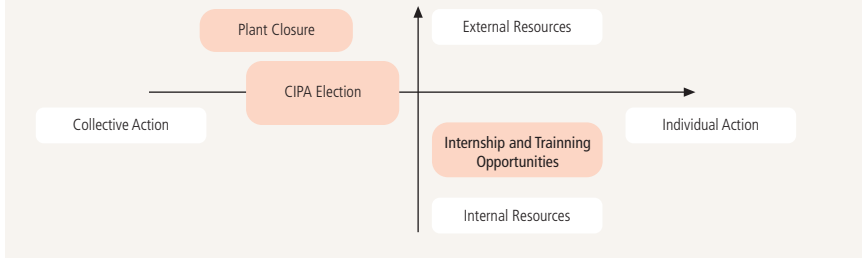 Plant Closure
External Resources
CIPA Election
Collective Action
Individual Action
Internship and Trainning
Opportunities
Internal Resources